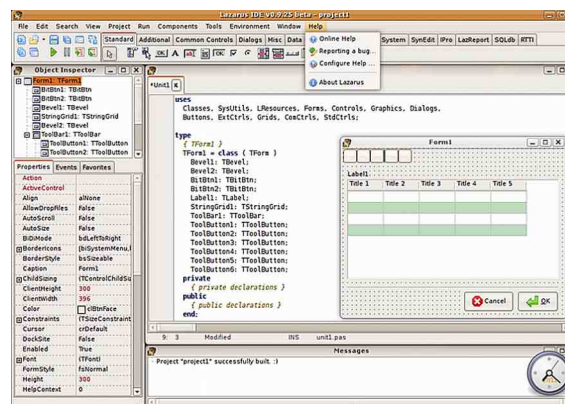 Lazarus IDE v0.9.25 beta - project1
File Edit Search View Project Run Components Tools Environment Window Help
Standard Additional Common Controls Dialogs Misc Data System SynEdit IPro LazReport SQLdb RTTI
Online Help
Reporting a bug...
Configure Help ...
About Lazarus
Object Inspector
Form1: TForm1
BitBtn1: TBitBtn
BitBtn2: TBitBtn
Bevel1: TBevel
StringGrid1: TStringGrid
Bevel2: TBevel
ToolBar1: TToolBar
ToolButton1: TToolButton
ToolButton2: TToolButton
Properties Events Favorites
Action
ActiveControl
Align alNone
AllowDropFiles False
AutoScroll False
AutoSize False
BiDiMode bdLeftToRight
BorderIcons [biSystemMenu,
BorderStyle bsSizeable
Caption Form1
ChildSizing (TControlChildSi
ClientHeight 300
ClientWidth 396
Color clBtnFace
Constraints (TSizeConstraint
Cursor crDefault
DockSite False
Enabled True
Font (TFont)
FormStyle fsNormal
Height 300
HelpContext 0
*Unit1
uses
Classes, SysUtils, LResources, Forms, Controls, Graphics, Dialogs,
Buttons, ExtCtrls, Grids, ComCtrls, StdCtrls;
type
{ TForm1 }
TForm1 = class ( TForm )
Bevel1: TBevel;
Bevel2: TBevel;
BitBtn1: TBitBtn;
BitBtn2: TBitBtn;
Label1: TLabel;
StringGrid1: TStringGrid;
ToolBar1: TToolBar;
ToolButton1: TToolButton;
ToolButton2: TToolButton;
ToolButton3: TToolButton;
ToolButton4: TToolButton;
ToolButton5: TToolButton;
ToolButton6: TToolButton;
private
{ private declarations }
public
{ public declarations }
end;
9: 3 Modified INS unit1.pas
Form1
Label1
Title 1 Title 2 Title 3 Title 4 Title 5
Cancel OK
Messages
Project "project1" successfully built. :)